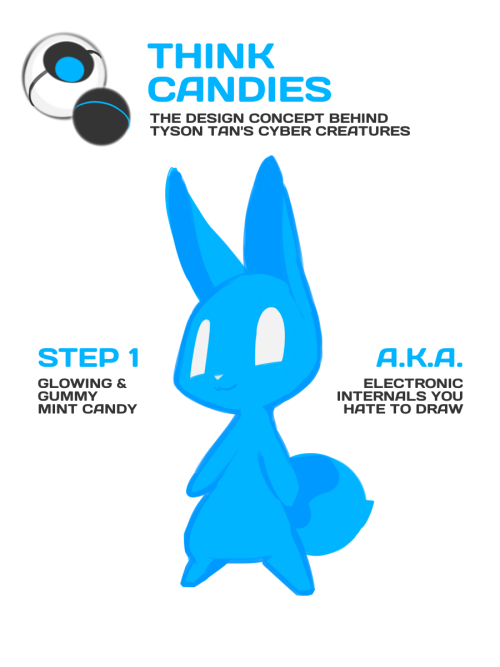 THINK
CANDIES
THE DESIGN CONCEPT BEHIND
TYSON TAN'S CYBER CREATURES
STEP 1
GLOWING &
GUMMY
MINT CANDY
A.K.A.
ELECTRONIC
INTERNALS YOU
HATE TO DRAW